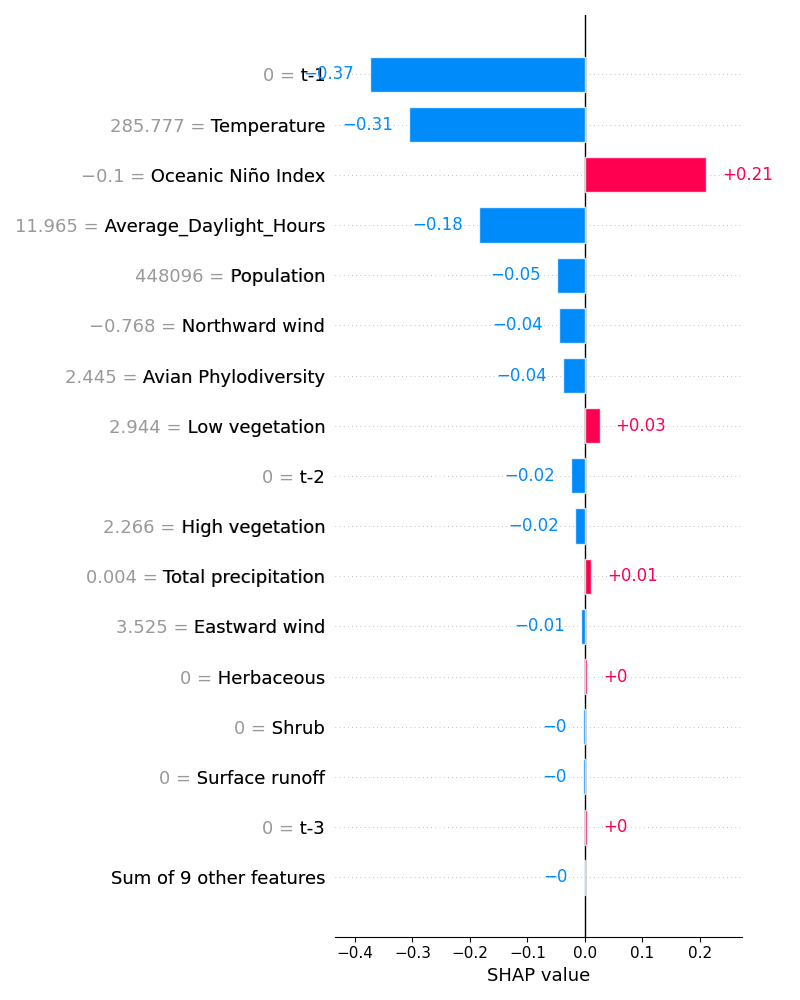 0 = t-1 −0.37
285.777 = Temperature −0.31
−0.1 = Oceanic Niño Index +0.21
11.965 = Average_Daylight_Hours −0.18
448096 = Population −0.05
−0.768 = Northward wind −0.04
2.445 = Avian Phylodiversity −0.04
2.944 = Low vegetation +0.03
0 = t-2 −0.02
2.266 = High vegetation −0.02
0.004 = Total precipitation +0.01
3.525 = Eastward wind −0.01
0 = Herbaceous +0
0 = Shrub −0
0 = Surface runoff −0
0 = t-3 +0
Sum of 9 other features −0
−0.4 −0.3 −0.2 −0.1 0.0 0.1 0.2
SHAP value